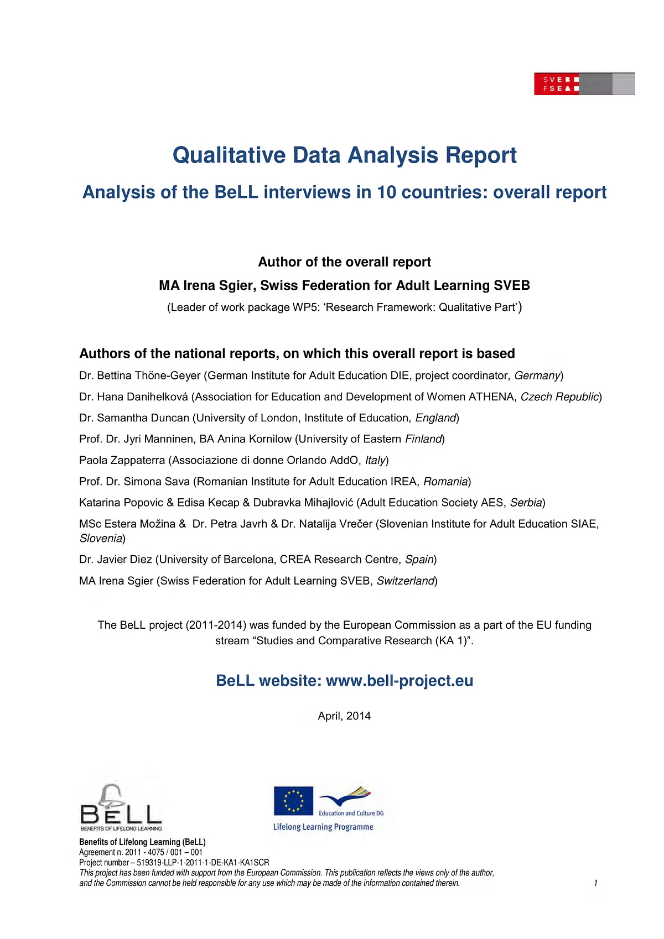 SVEB
FSEA
Qualitative Data Analysis Report
Analysis of the BeLL interviews in 10 countries: overall report
Author of the overall report
MA Irena Sgier, Swiss Federation for Adult Learning SVEB
(Leader of work package WP5: 'Research Framework: Qualitative Part')
Authors of the national reports, on which this overall report is based
Dr. Bettina Thöne-Geyer (German Institute for Adult Education DIE, project coordinator, Germany)
Dr. Hana Danihelková (Association for Education and Development of Women ATHENA, Czech Republic)
Dr. Samantha Duncan (University of London, Institute of Education, England)
Prof. Dr. Jyri Manninen, BA Anina Kornilow (University of Eastern Finland)
Paola Zappaterra (Associazione di donne Orlando AddO, Italy)
Prof. Dr. Simona Sava (Romanian Institute for Adult Education IREA, Romania)
Katarina Popovic & Edisa Kecap & Dubravka Mihajlović (Adult Education Society AES, Serbia)
MSc Estera Možina & Dr. Petra Javrh & Dr. Natalija Vrečer (Slovenian Institute for Adult Education SIAE,
Slovenia)
Dr. Javier Diez (University of Barcelona, CREA Research Centre, Spain)
MA Irena Sgier (Swiss Federation for Adult Learning SVEB, Switzerland)
The BeLL project (2011-2014) was funded by the European Commission as a part of the EU funding
stream “Studies and Comparative Research (KA 1)".
BeLL website: www.bell-project.eu
April, 2014
BELL
BENEFITS OF LIFELONG LEARNING
Education and Culture DG
Lifelong Learning Programme
Benefits of Lifelong Learning (BeLL)
Agreement n. 2011 - 4075 / 001 – 001
Project number – 519319-LLP-1-2011-1-DE-KA1-KA1SCR
This project has been funded with support from the European Commission. This publication reflects the views only of the author,
and the Commission cannot be held responsible for any use which may be made of the information contained therein.
1